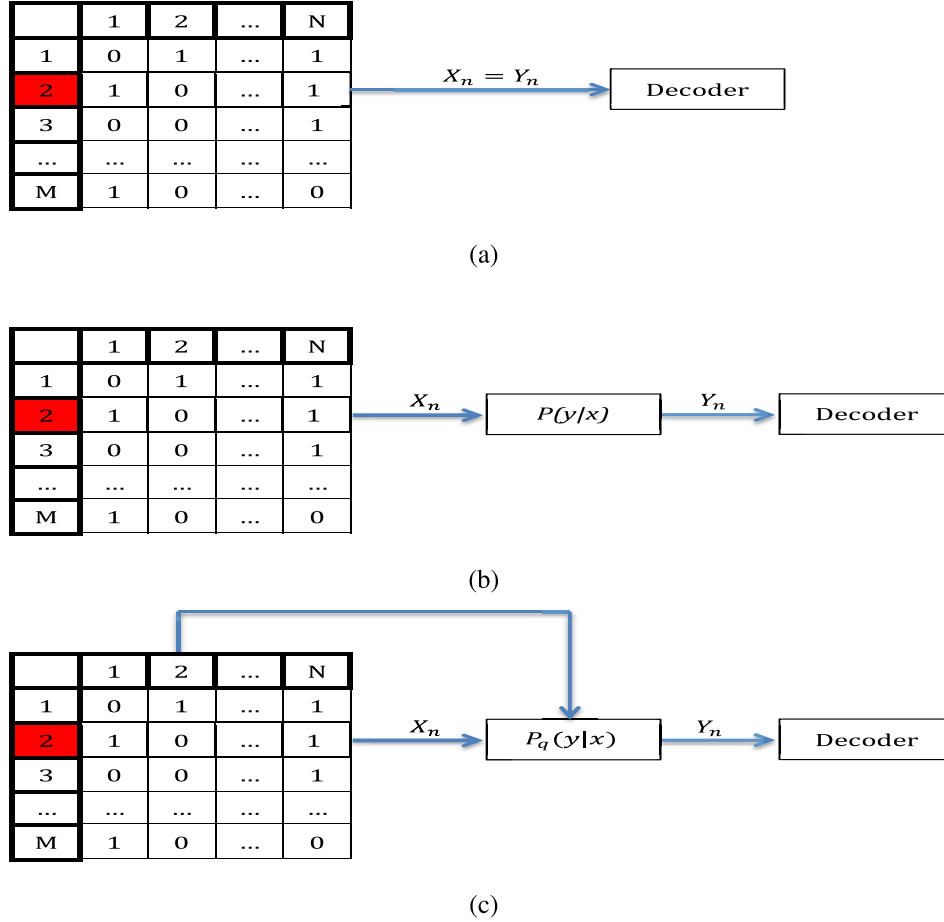 1 2 ... N
1 0 1 ... 1
2 1 0 ... 1
3 0 0 ... 1
... ... ... ... ...
M 1 0 ... 0
X_n = Y_n
Decoder
(a)
1 2 ... N
1 0 1 ... 1
2 1 0 ... 1
3 0 0 ... 1
... ... ... ... ...
M 1 0 ... 0
X_n
P(y/x)
Y_n
Decoder
(b)
1 2 ... N
1 0 1 ... 1
2 1 0 ... 1
3 0 0 ... 1
... ... ... ... ...
M 1 0 ... 0
X_n
P_q(y|x)
Y_n
Decoder
(c)